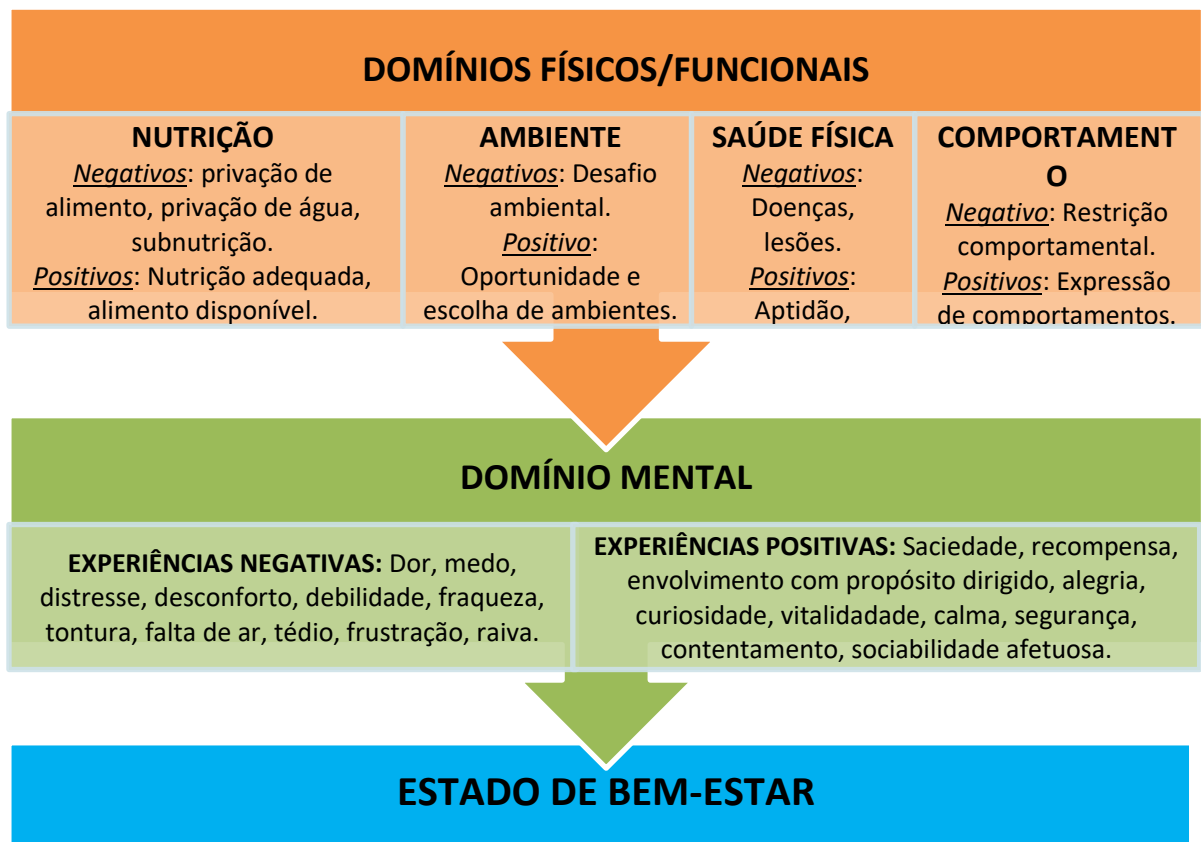 DOMÍNIOS FÍSICOS/FUNCIONAIS
NUTRIÇÃO
Negativos: privação de
alimento, privação de água,
subnutrição.
Positivos: Nutrição adequada,
alimento disponível.
AMBIENTE
Negativos: Desafio
ambiental.
Positivo:
Oportunidade e
escolha de ambientes.
SAÚDE FÍSICA
Negativos:
Doenças,
lesões.
Positivos:
Aptidão,
COMPORTAMENT
O
Negativo: Restrição
comportamental.
Positivos: Expressão
de comportamentos.
DOMÍNIO MENTAL
EXPERIÊNCIAS NEGATIVAS: Dor, medo,
distresse, desconforto, debilidade, fraqueza,
tontura, falta de ar, tédio, frustração, raiva.
EXPERIÊNCIAS POSITIVAS: Saciedade, recompensa,
envolvimento com propósito dirigido, alegria,
curiosidade, vitalidadade, calma, segurança,
contentamento, sociabilidade afetuosa.
ESTADO DE BEM-ESTAR